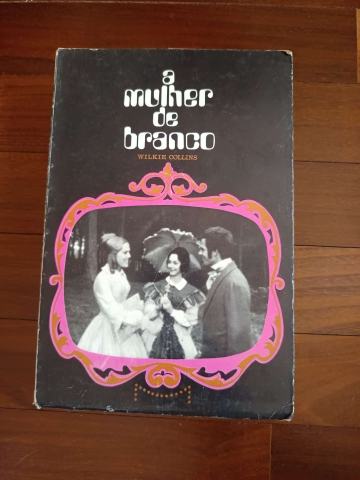 a
mulher
de
branco
WILKIE COLLINS